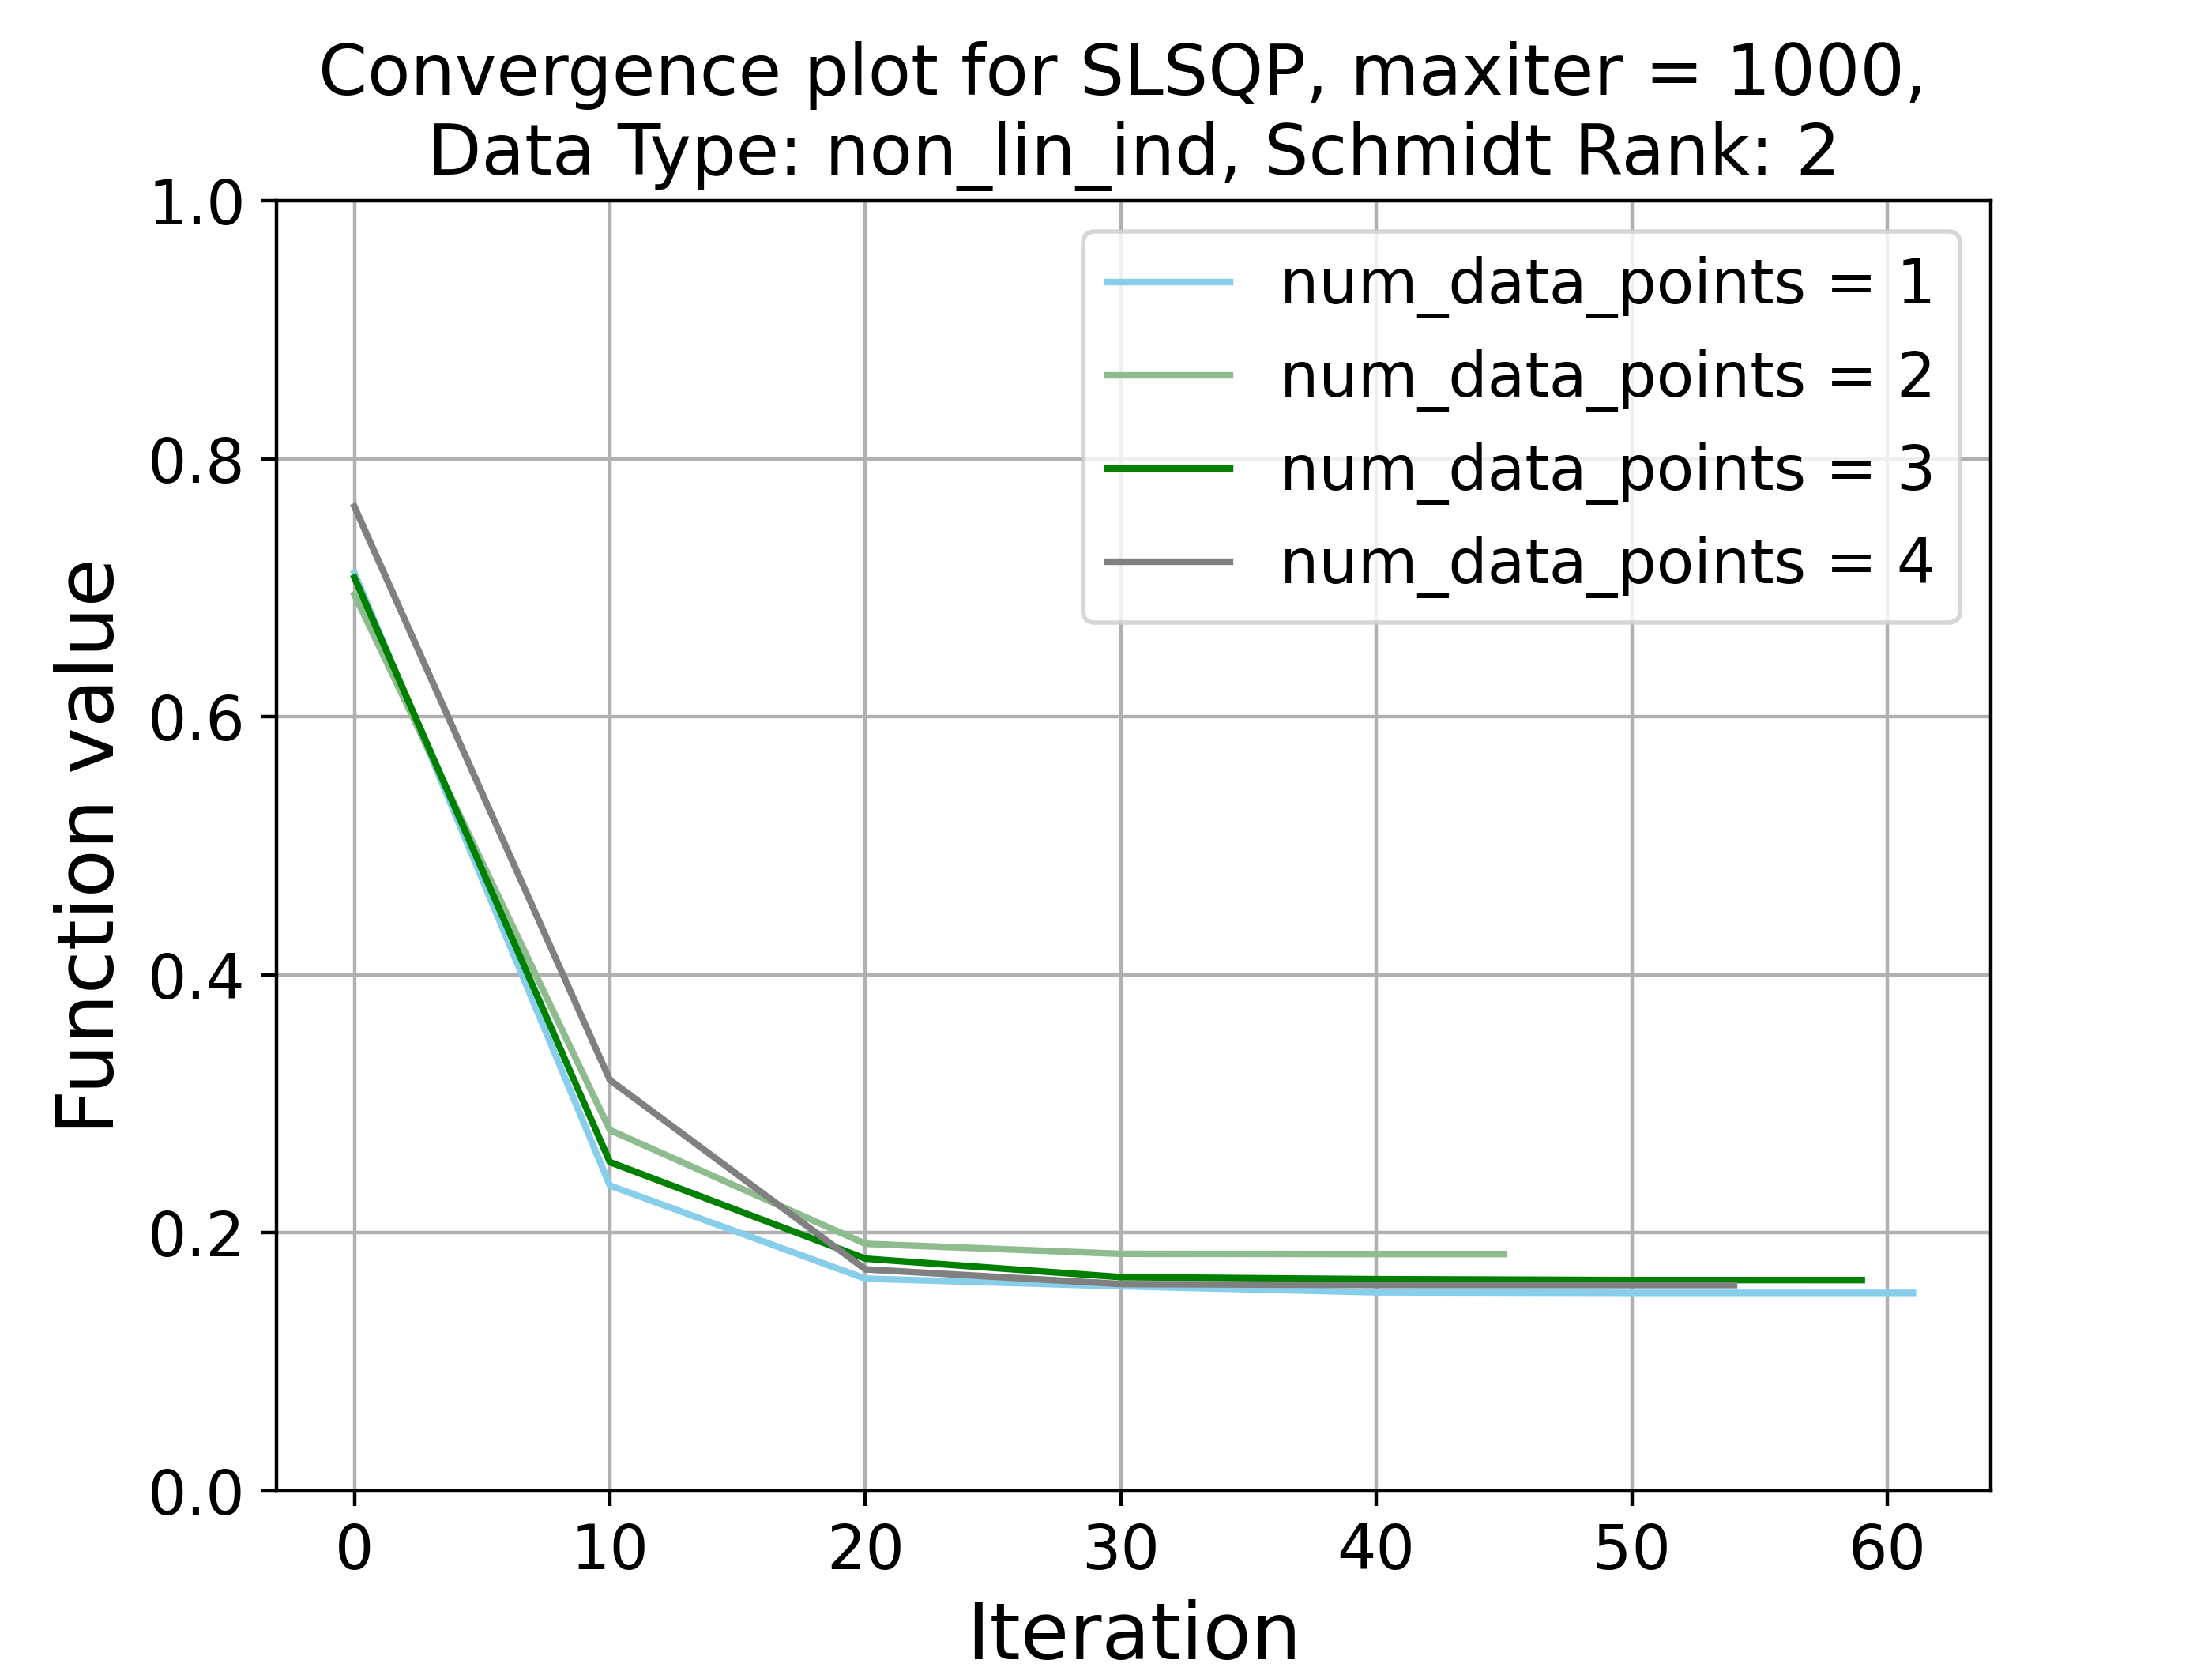 Convergence plot for SLSQP, maxiter = 1000,
Data Type: non_lin_ind, Schmidt Rank: 2
1.0
0.8
0.6
0.4
0.2
0.0
Function value
num_data_points = 1
num_data_points = 2
num_data_points = 3
num_data_points = 4
0 10 20 30 40 50 60
Iteration